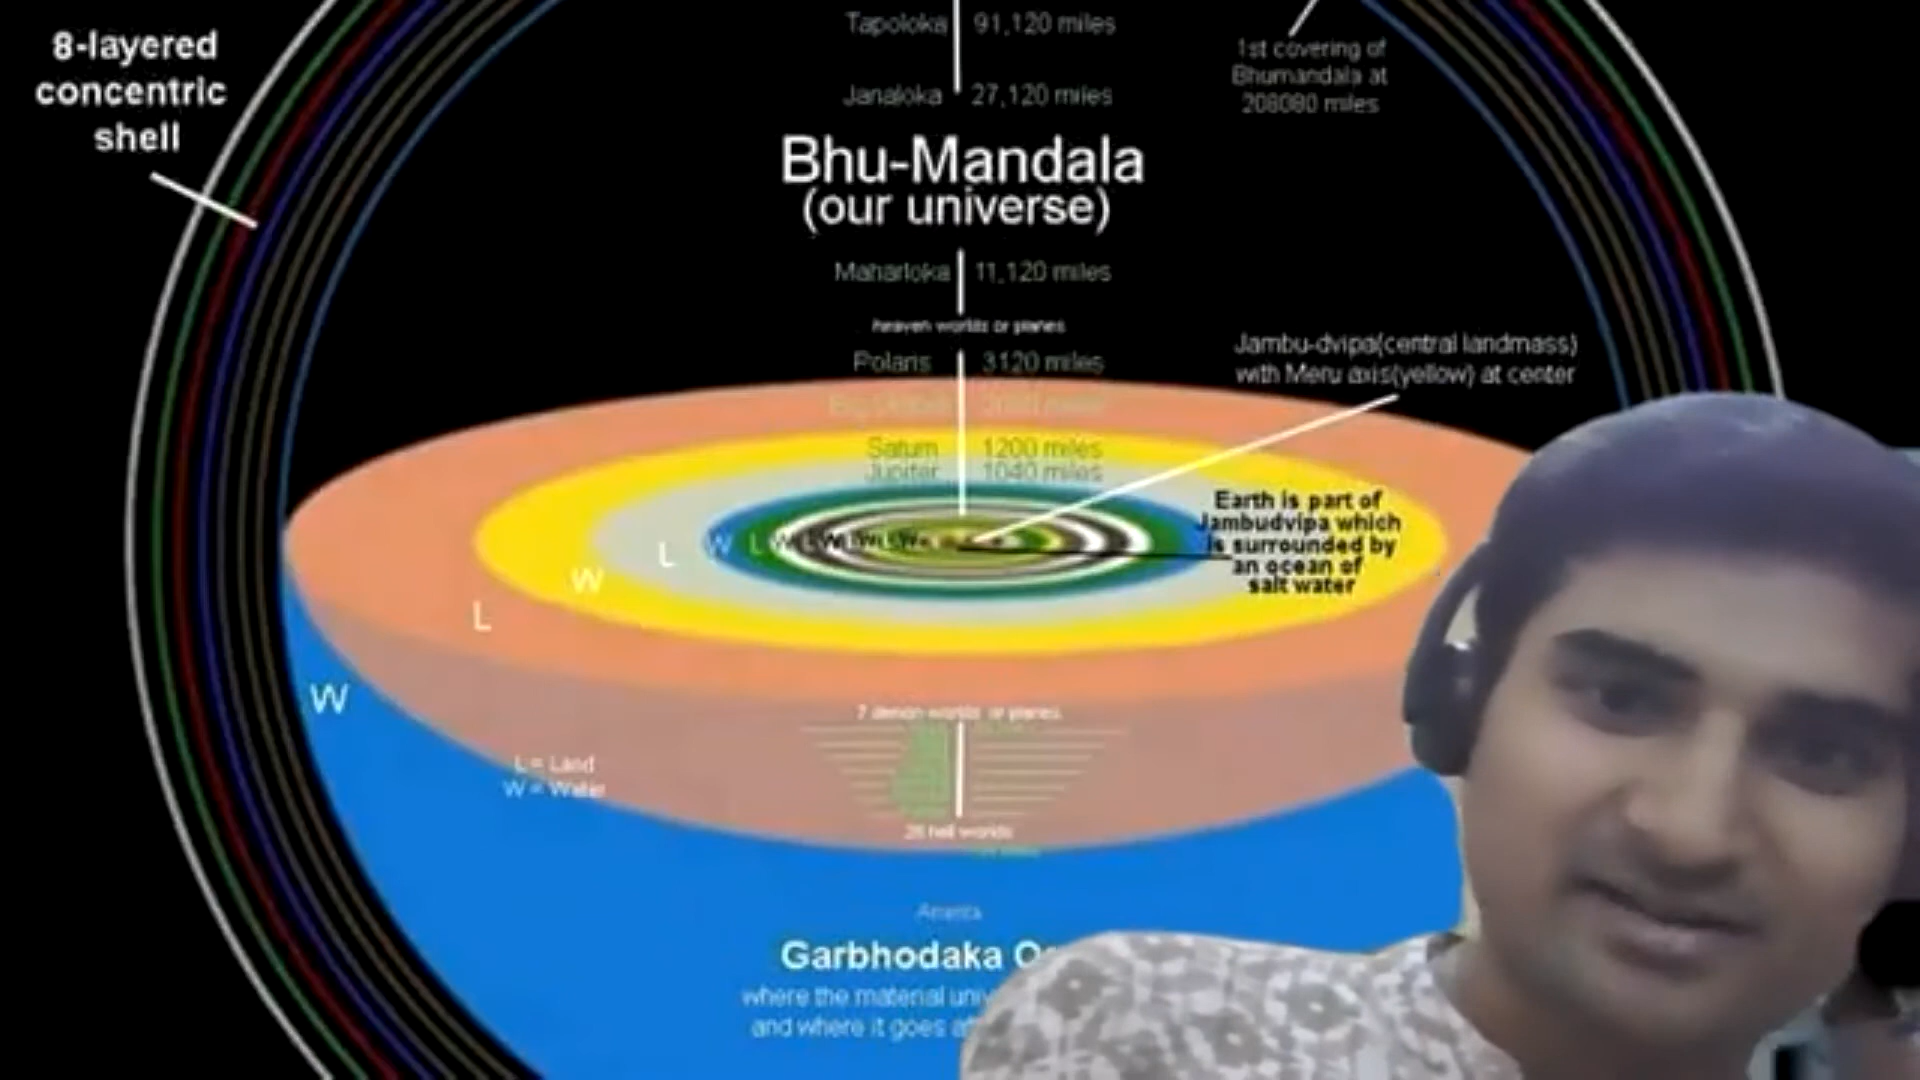 8-layered
concentric
shell
Tapoloka 91,120 miles
Janaloka 27,120 miles
1st covering of
Bhumandala at
208080 miles
Bhu-Mandala
(our universe)
Maharloka 11,120 miles
heaven worlds or planes
Polaris 3120 miles
Jambu-dvipa(central landmass)
with Meru axis(yellow) at center
Saturn 1200 miles
Jupiter 1040 miles
Earth is part of
Jambudvipa which
is surrounded by
an ocean of
salt water
W L
L
W
L
W
7 demon worlds or planes
L = Land
W = Water
28 hell worlds
Ananta
Garbhodaka
where the material
and where it goes